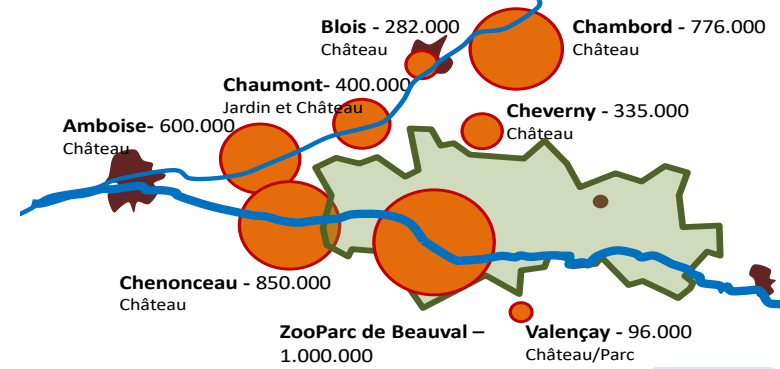 Blois - 282.000
Château
Chambord - 776.000
Château
Chaumont- 400.000
Jardin et Château
Cheverny - 335.000
Château
Amboise- 600.000
Château
Chenonceau - 850.000
Château
ZooParc de Beauval –
1.000.000
Valençay - 96.000
Château/Parc